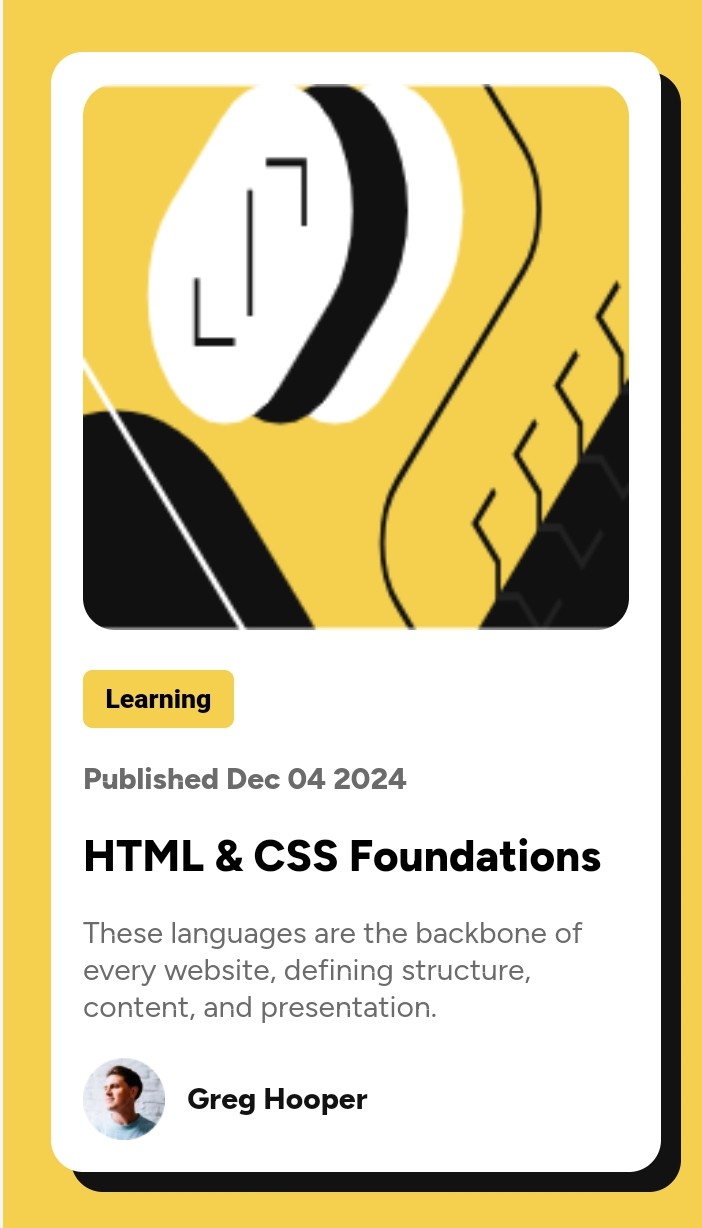 Learning
Published Dec 04 2024
HTML & CSS Foundations
These languages are the backbone of
every website, defining structure,
content, and presentation.
Greg Hooper